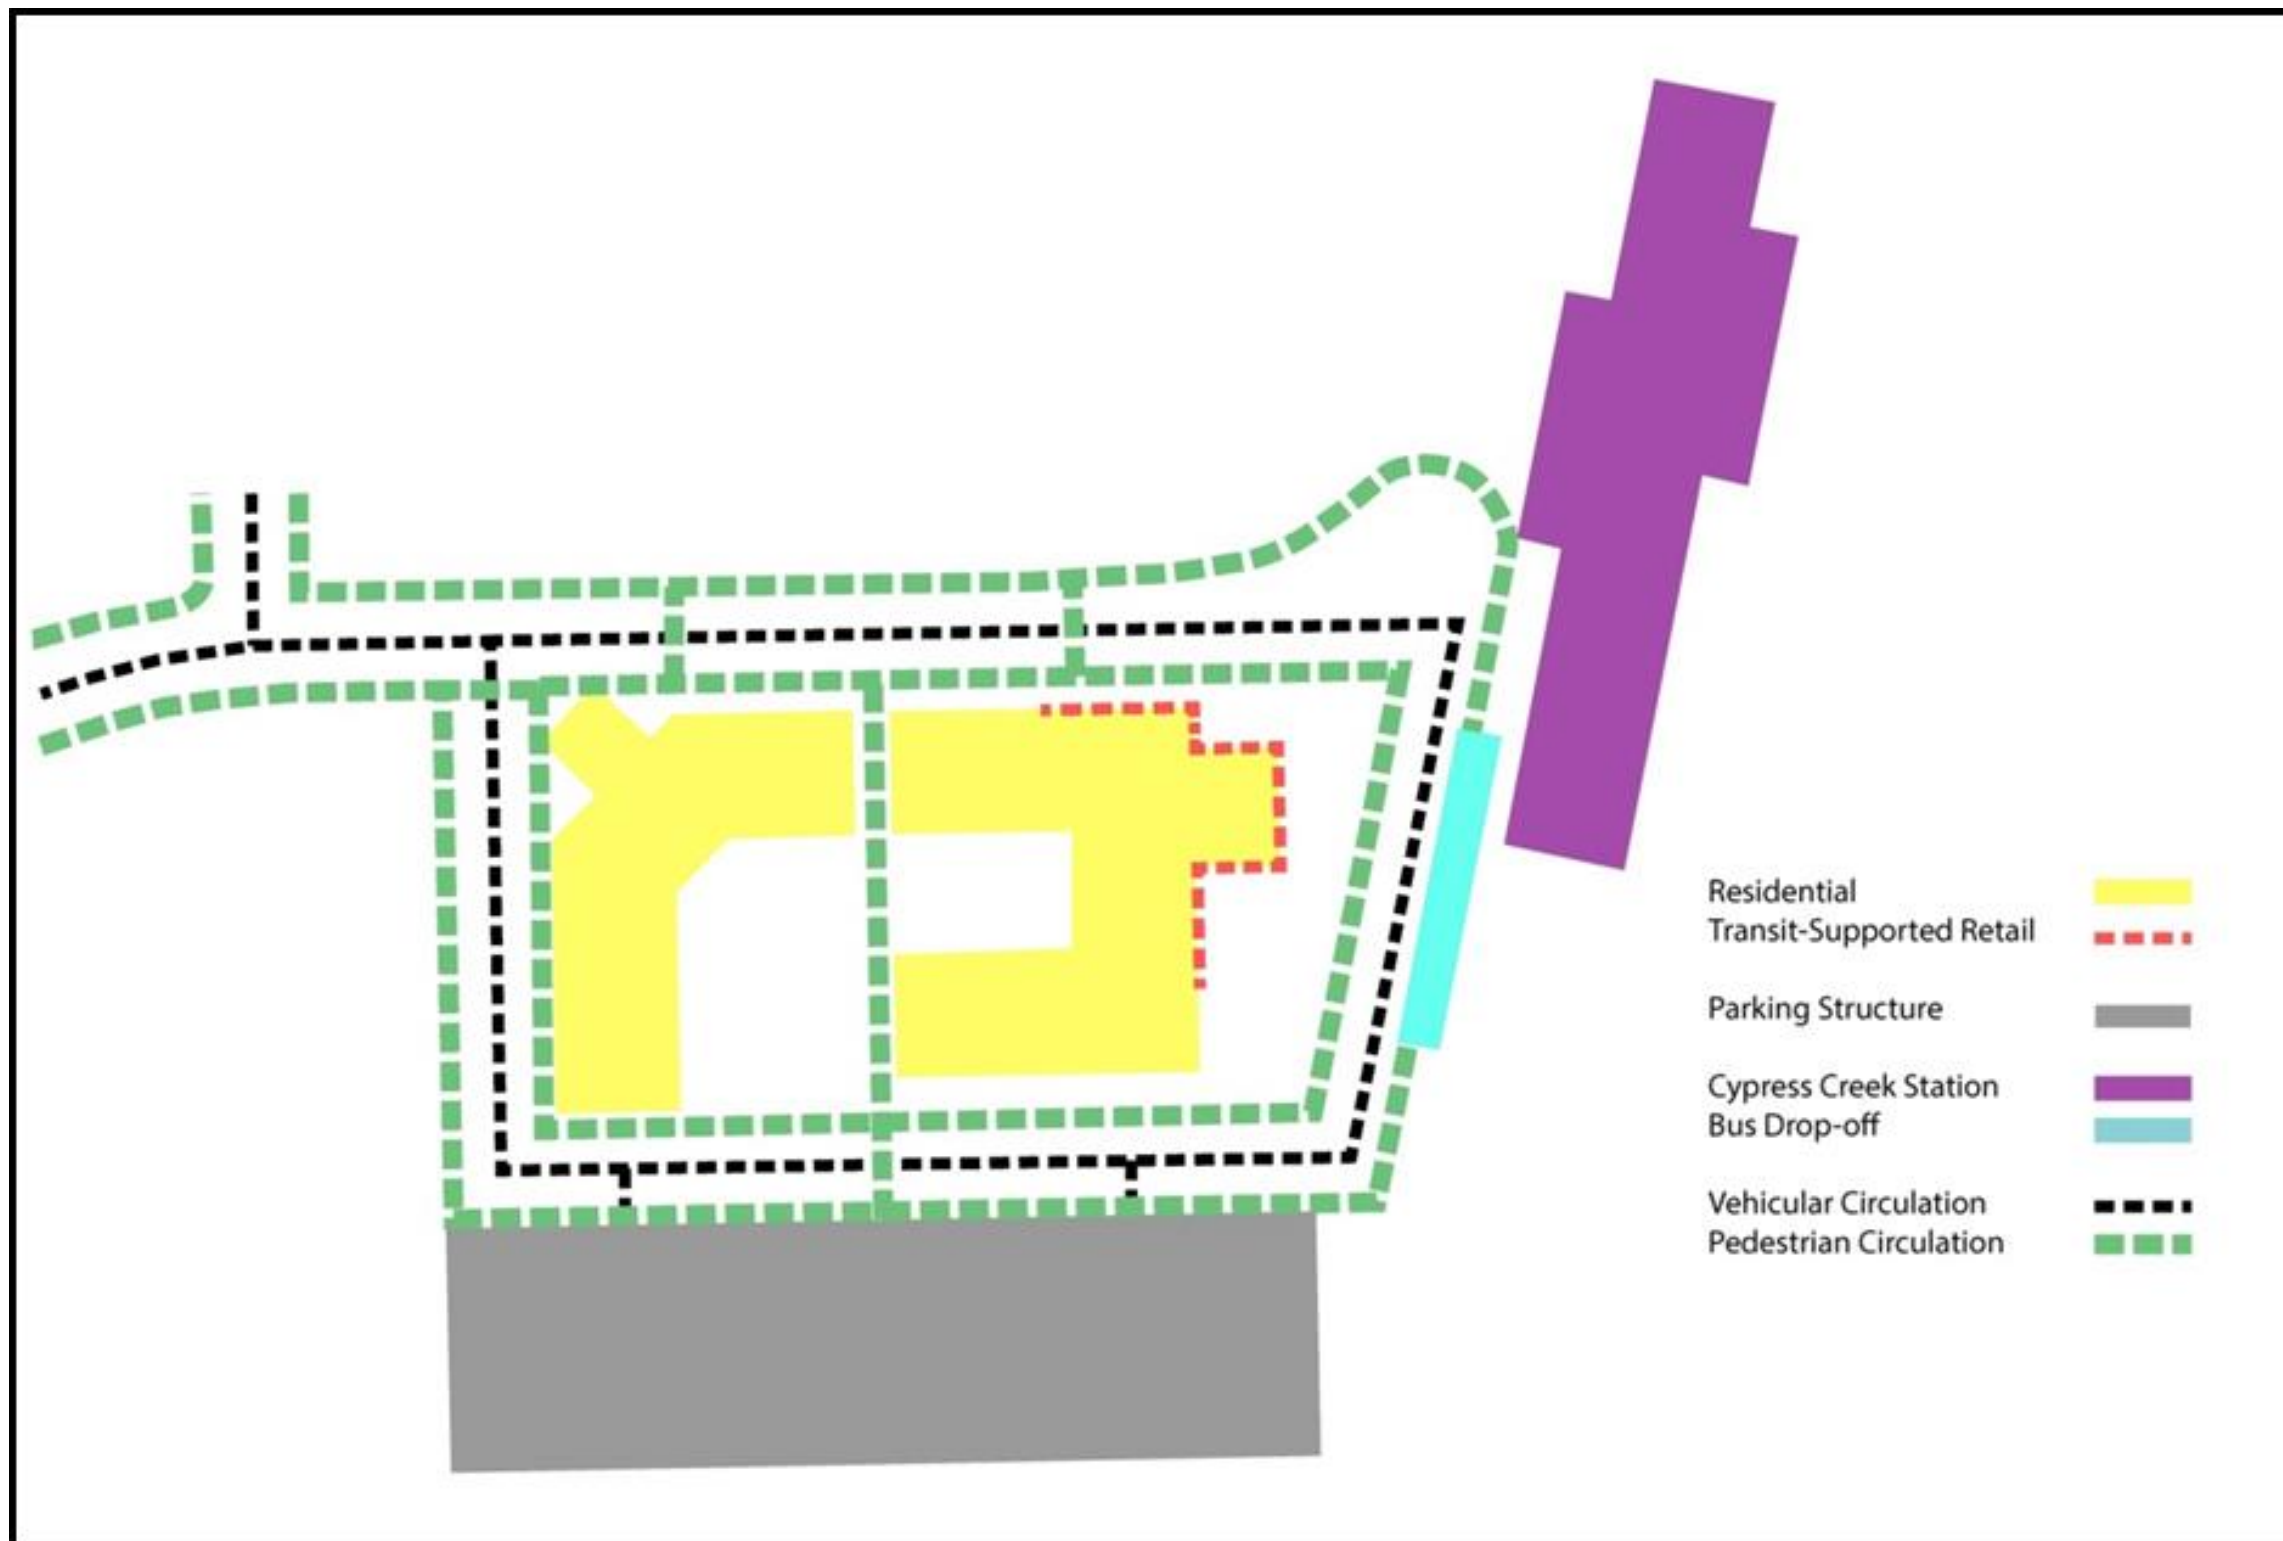 Residential
Transit-Supported Retail
Parking Structure
Cypress Creek Station
Bus Drop-off
Vehicular Circulation
Pedestrian Circulation